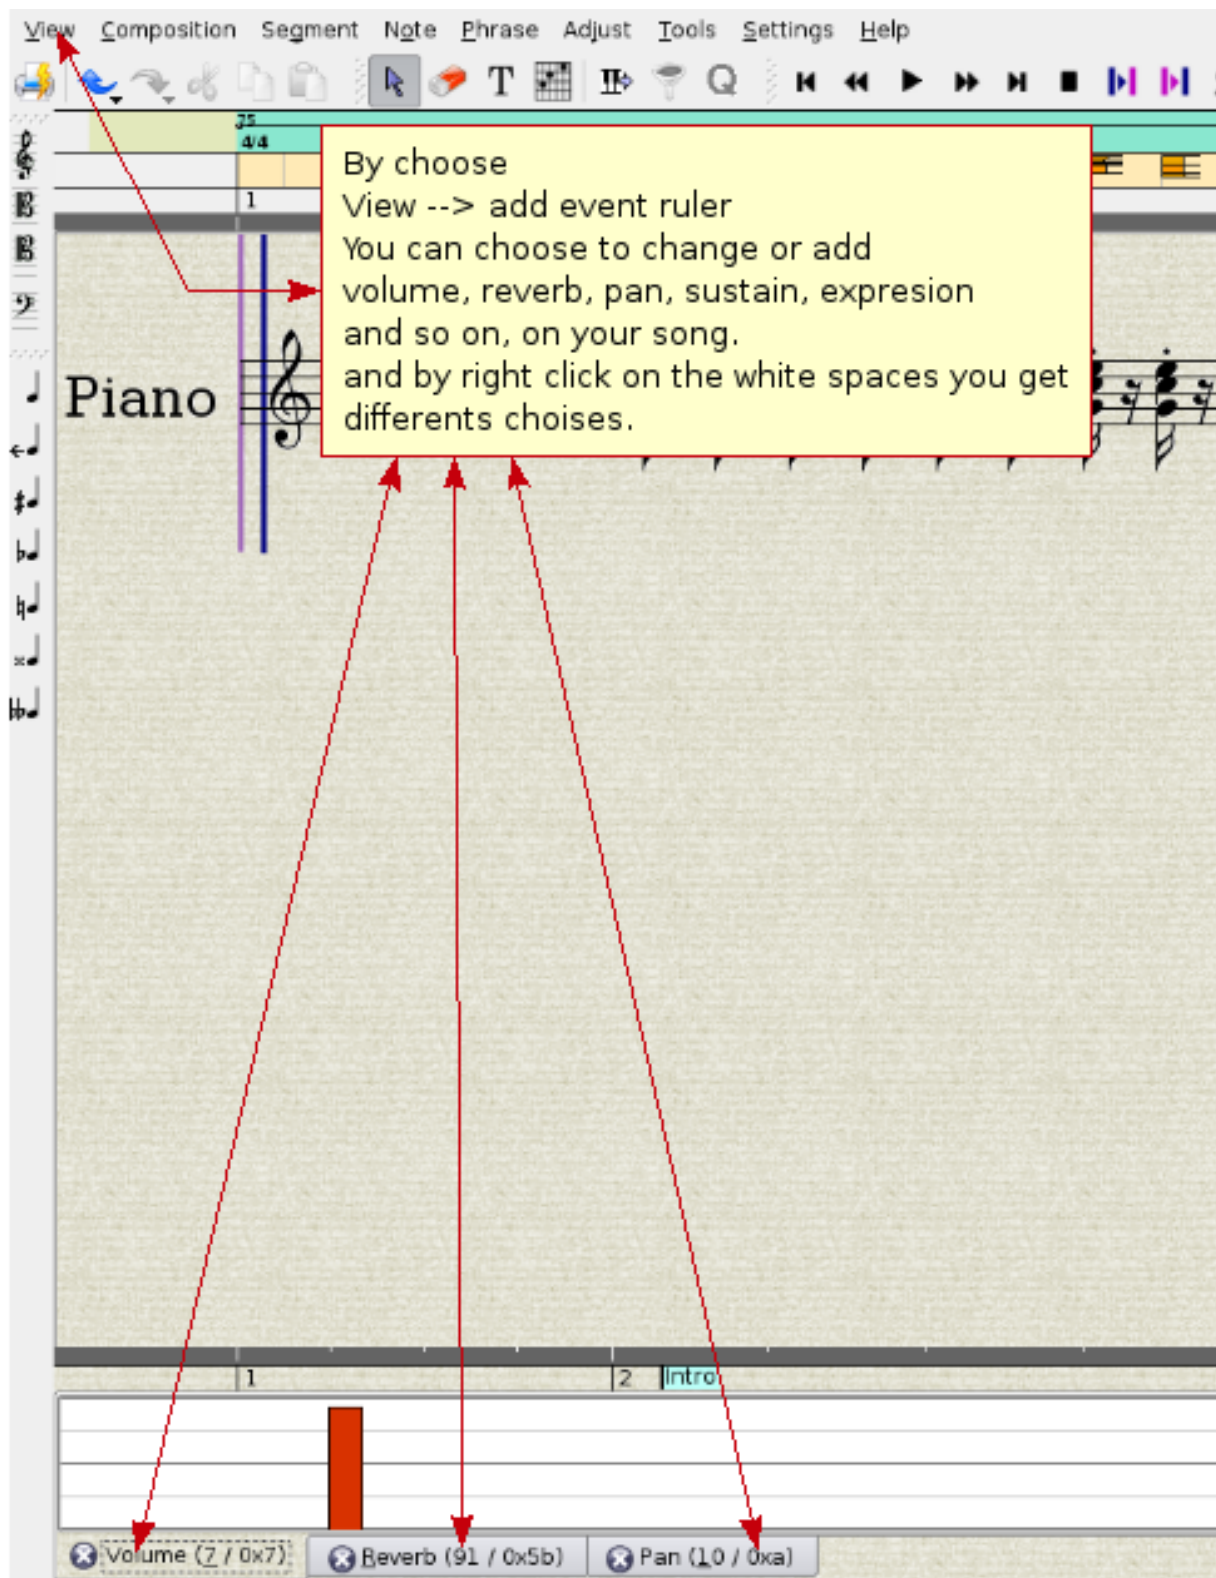 View Composition Segment Note Phrase Adjust Tools Settings Help
T Q
75
4/4
1
By choose
View --> add event ruler
You can choose to change or add
volume, reverb, pan, sustain, expresion
and so on, on your song.
and by right click on the white spaces you get
differents choises.
Piano
1 2 Intro
Volume (7 / 0x7) Reverb (91 / 0x5b) Pan (10 / 0xa)